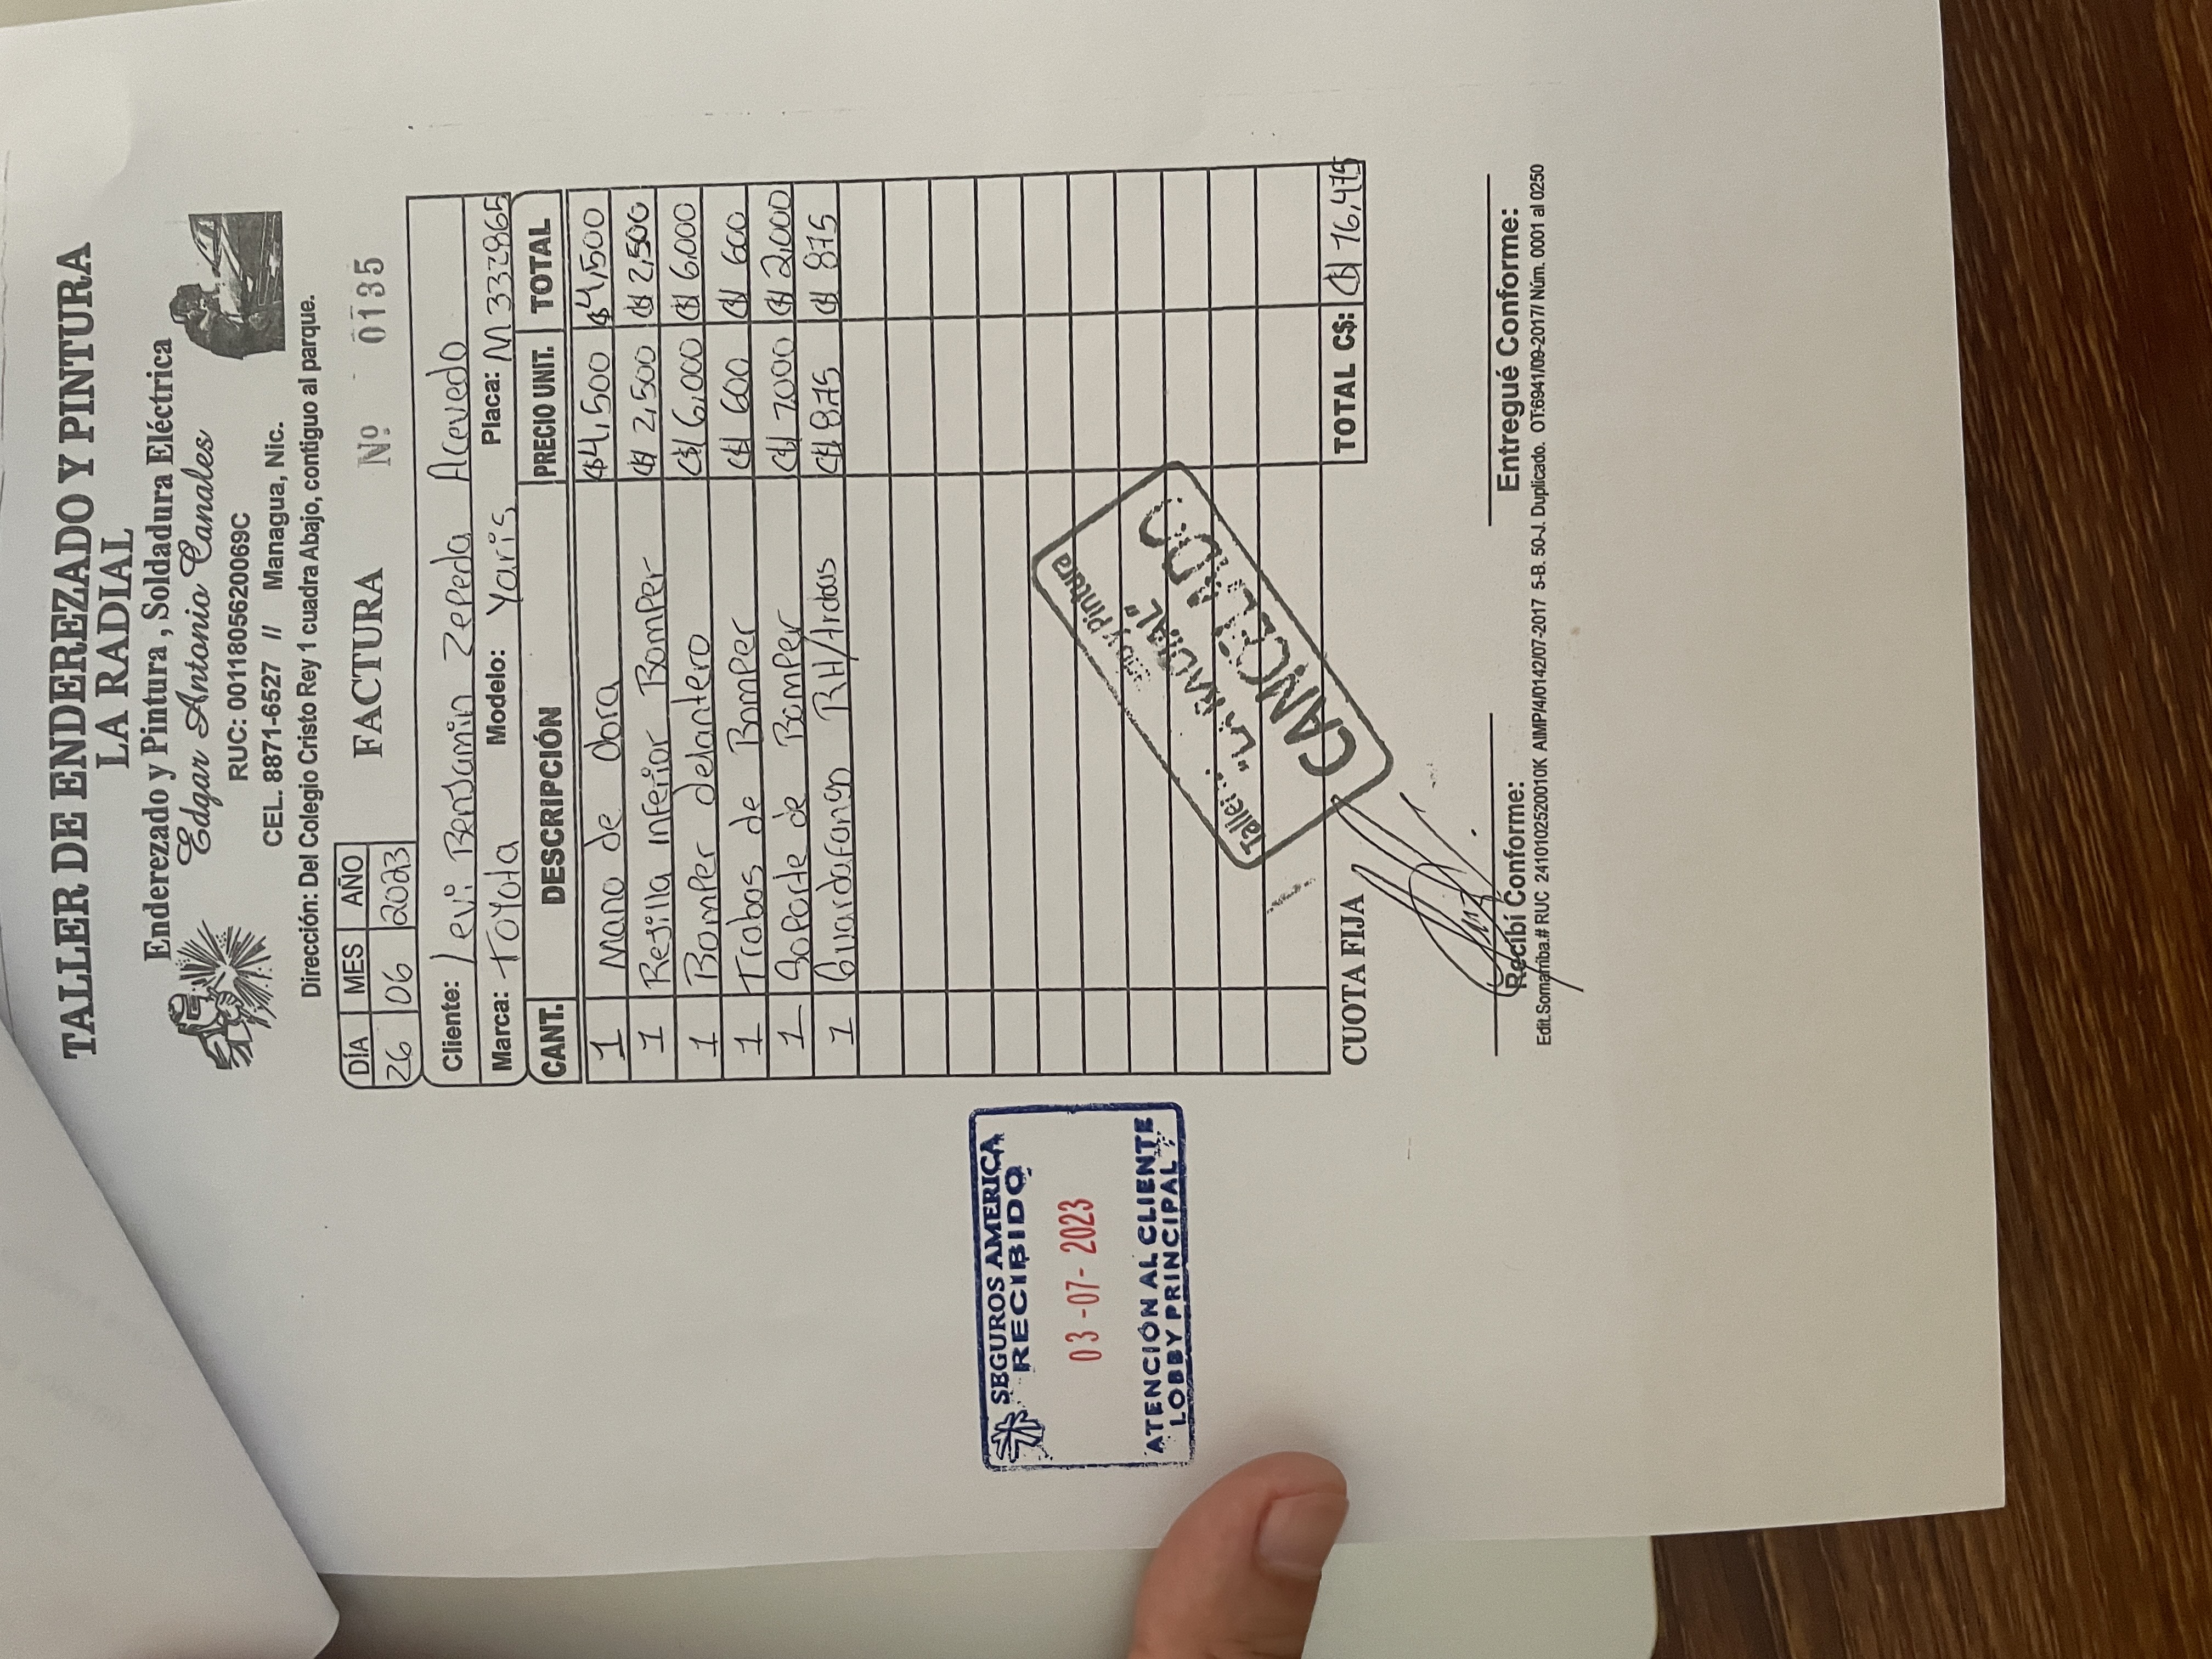 TALLER DE ENDEREZADO Y PINTURA
LA RADIAL
Enderezado y Pintura , Soldadura Eléctrica
Edgar Antonio Canales
RUC: 0011805620069C
CEL. 8871-6527 // Managua, Nic.
Dirección: Del Colegio Cristo Rey 1 cuadra Abajo, contiguo al parque.
DÍA MES AÑO
26 06 2023
FACTURA Nº 0135
Cliente: Levi Benjamin Zepeda Acevedo
Marca: Toyota Modelo: Yaris Placa: M 332865
CANT. DESCRIPCIÓN PRECIO UNIT. TOTAL
1 Mano de Obra C$4,500 C$4,500
1 Rejilla inferior Bomper C$ 2,500 C$ 2,500
1 Bomper delantero C$ 6,000 C$ 6,000
1 Trabas de Bomper C$ 600 C$ 600
1 Soporte de Bomper C$ 2,000 C$ 2,000
1 Guardafango RH/ C$ 875 C$ 875
SEGUROS AMERICA
RECIBIDO
03-07-2023
ATENCIÓN AL CLIENTE
LOBBY PRINCIPAL
Taller y Pintura
"LA RADIAL"
CANCELADO
CUOTA FIJA TOTAL C$: C$ 16,475
Recibí Conforme: Entregué Conforme:
Edit.Somarriba.# RUC 2410102520010K AIMP/4/0142/07-2017 5-B. 50-J. Duplicado. OT:6941/09-2017/ Núm. 0001 al 0250